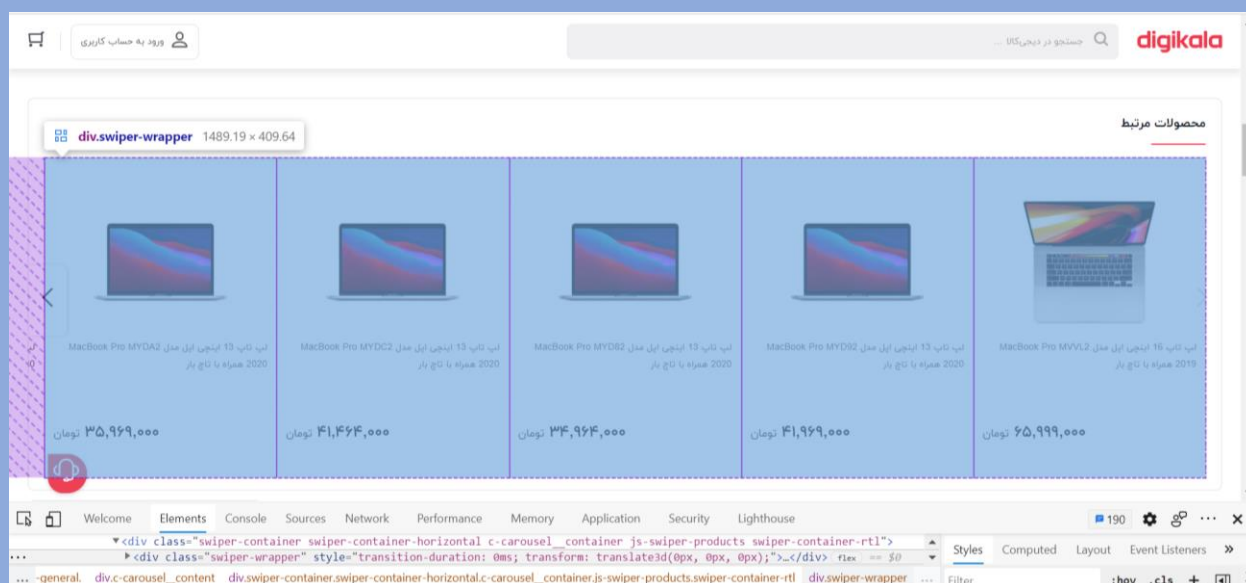 digikala
جستجو در دیجی‌کالا ...
ورود به حساب کاربری
محصولات مرتبط
div.swiper-wrapper 1489.19 × 409.64
لپ تاپ 16 اینچی اپل مدل MacBook Pro MVVL2
2019 همراه با تاچ بار
۶۵,۹۹۹,۰۰۰ تومان
لپ تاپ 13 اینچی اپل مدل MacBook Pro MYD92
2020 همراه با تاچ بار
۴۱,۹۶۹,۰۰۰ تومان
لپ تاپ 13 اینچی اپل مدل MacBook Pro MYD82
2020 همراه با تاچ بار
۳۴,۹۶۴,۰۰۰ تومان
لپ تاپ 13 اینچی اپل مدل MacBook Pro MYDC2
2020 همراه با تاچ بار
۴۱,۴۶۴,۰۰۰ تومان
لپ تاپ 13 اینچی اپل مدل MacBook Pro MYDA2
2020 همراه با تاچ بار
۳۵,۹۶۹,۰۰۰ تومان
Welcome Elements Console Sources Network Performance Memory Application Security Lighthouse 190
<div class="swiper-container swiper-container-horizontal c-carousel__container js-swiper-products swiper-container-rtl">
... <div class="swiper-wrapper" style="transition-duration: 0ms; transform: translate3d(0px, 0px, 0px);">…</div> flex == $0
Styles Computed Layout Event Listeners »
... -general. div.c-carousel__content div.swiper-container.swiper-container-horizontal.c-carousel__container.js-swiper-products.swiper-container-rtl div.swiper-wrapper ...
Filter :hov .cls +